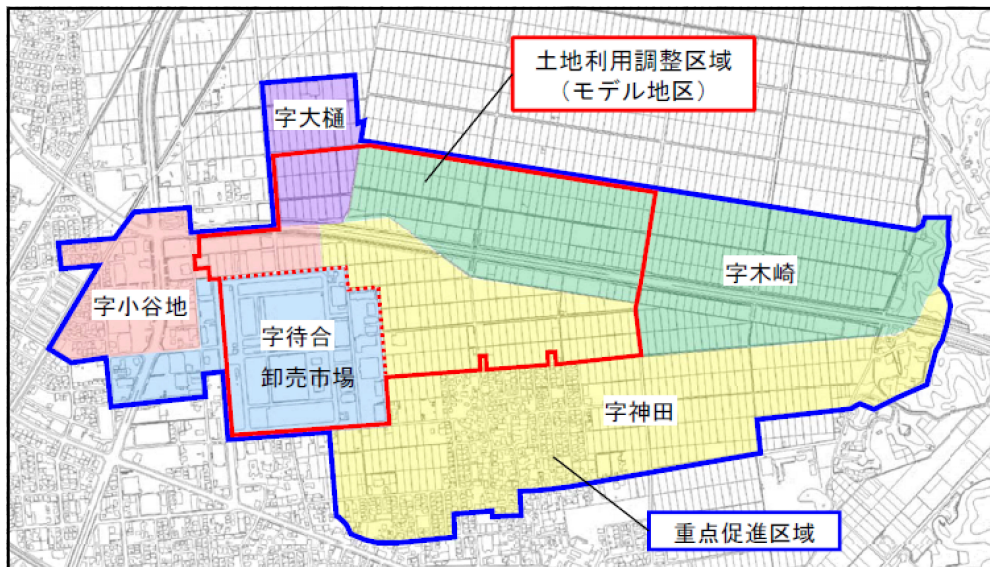 土地利用調整区域
（モデル地区）
字大樋
字木崎
字小谷地
字待合
卸売市場
字神田
重点促進区域